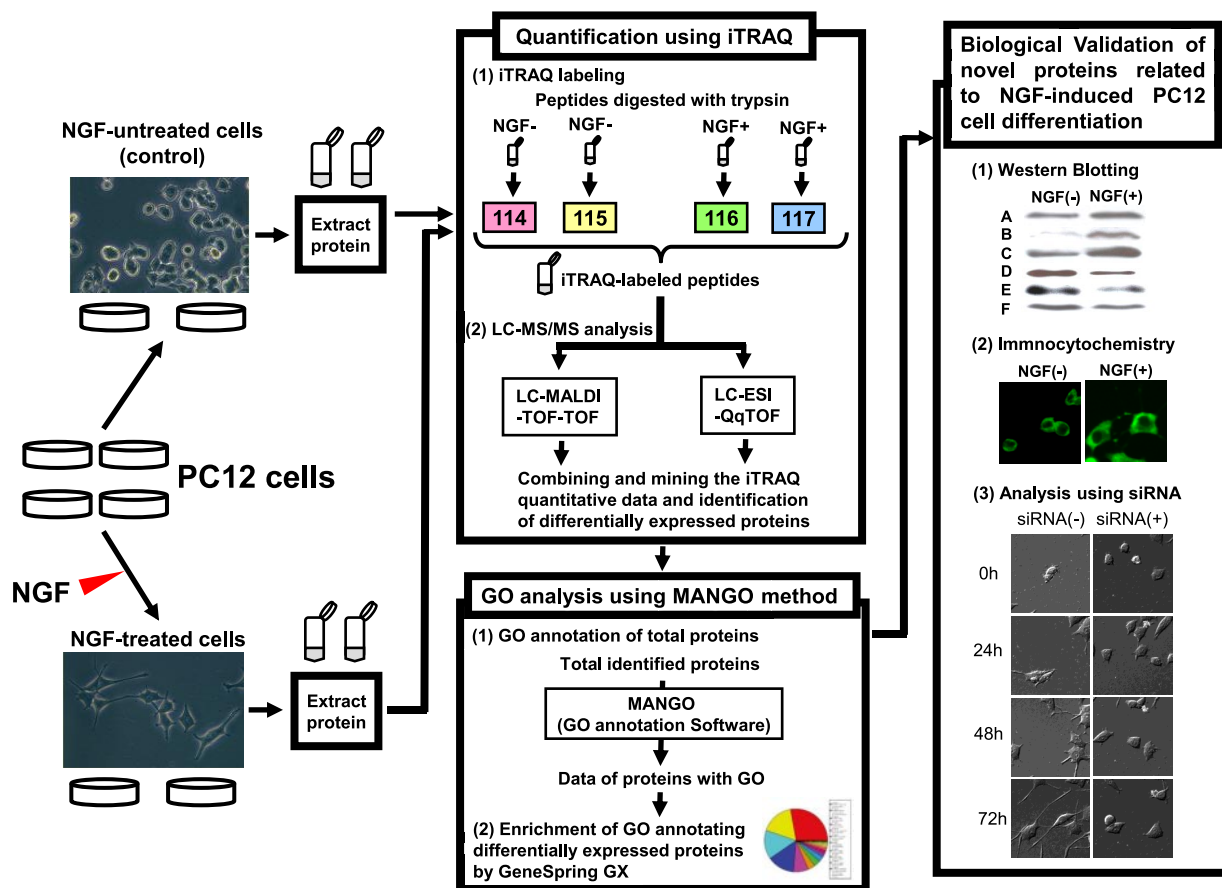 NGF-untreated cells
(control)
Extract
protein
PC12 cells
NGF
NGF-treated cells
Extract
protein
Quantification using iTRAQ
(1) iTRAQ labeling
Peptides digested with trypsin
NGF- NGF- NGF+ NGF+
114 115 116 117
iTRAQ-labeled peptides
(2) LC-MS/MS analysis
LC-MALDI
-TOF-TOF
LC-ESI
-QqTOF
Combining and mining the iTRAQ
quantitative data and identification
of differentially expressed proteins
GO analysis using MANGO method
(1) GO annotation of total proteins
Total identified proteins
MANGO
(GO annotation Software)
Data of proteins with GO
(2) Enrichment of GO annotating
differentially expressed proteins
by GeneSpring GX
Biological Validation of
novel proteins related
to NGF-induced PC12
cell differentiation
(1) Western Blotting
NGF(-) NGF(+)
A
B
C
D
E
F
(2) Immnocytochemistry
NGF(-) NGF(+)
(3) Analysis using siRNA
siRNA(-) siRNA(+)
0h
24h
48h
72h